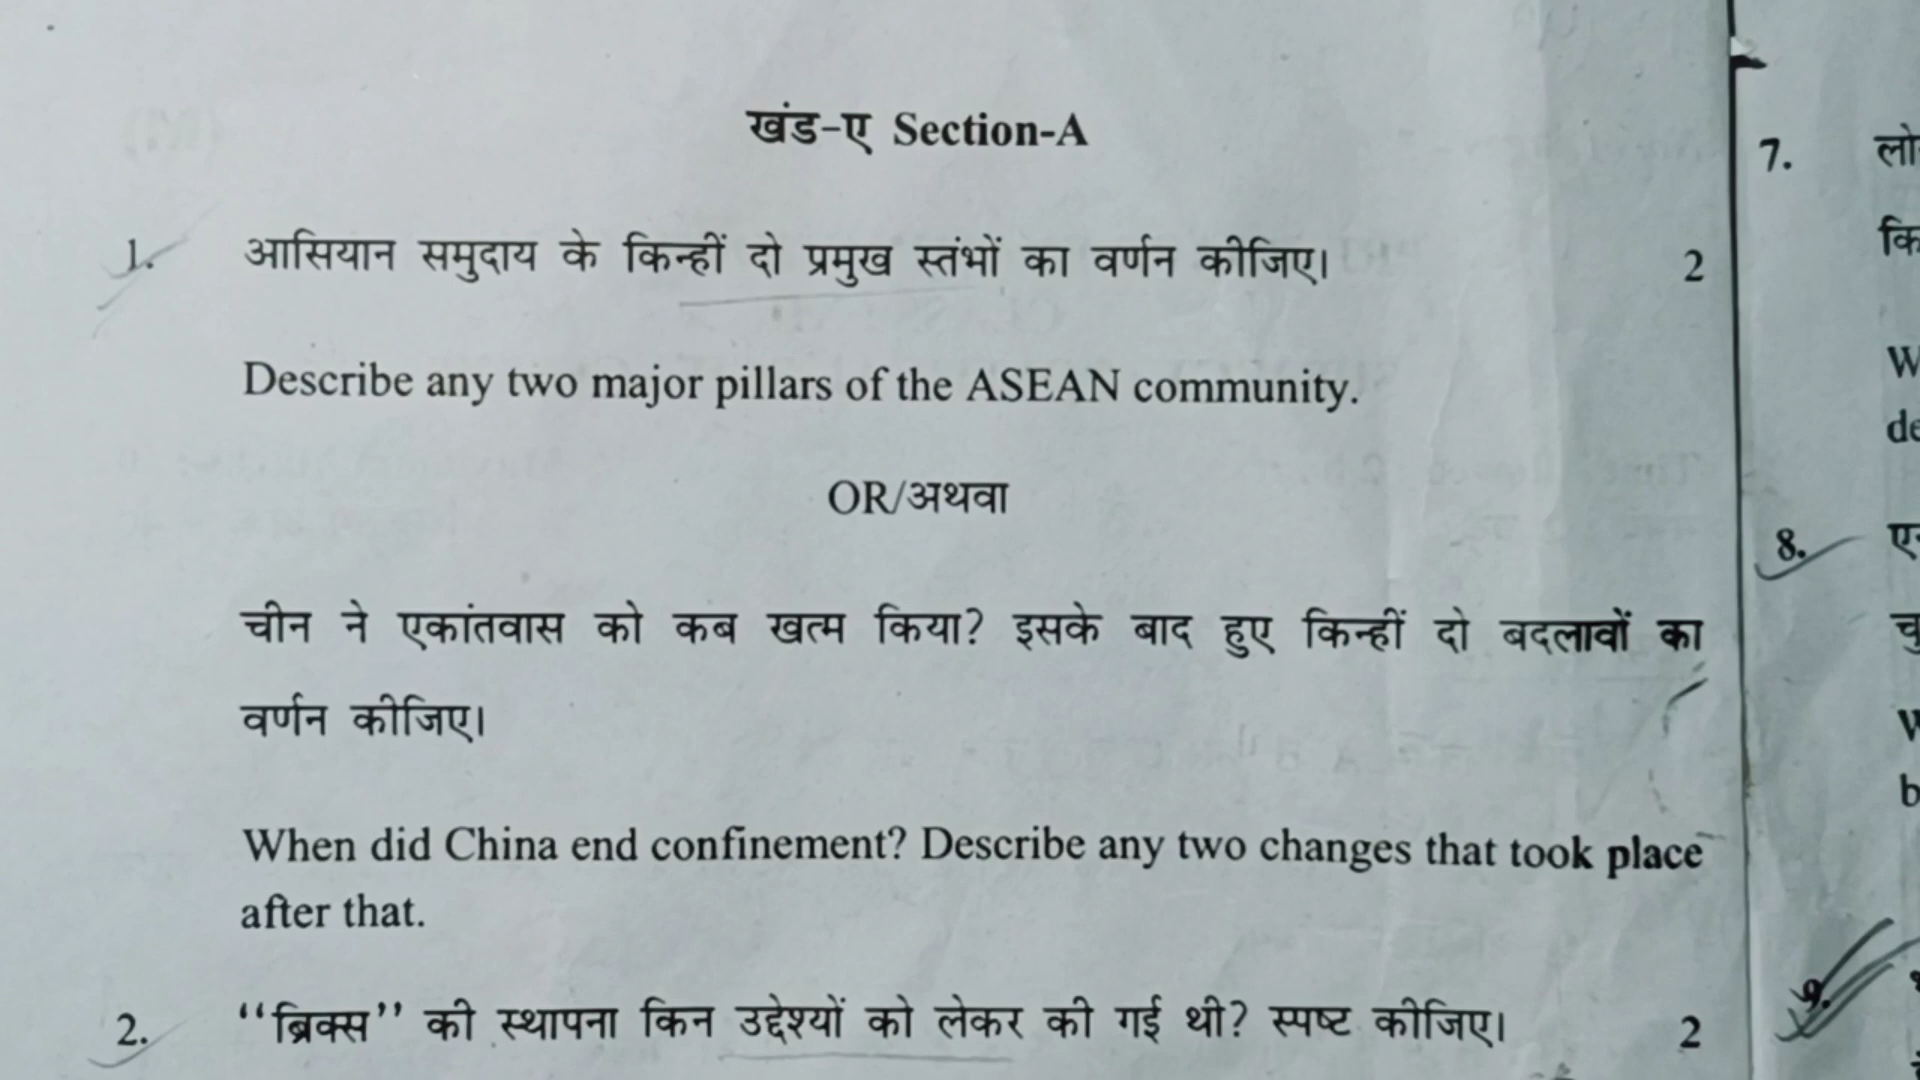 खंड-ए Section-A
1. आसियान समुदाय के किन्हीं दो प्रमुख स्तंभों का वर्णन कीजिए। 2
Describe any two major pillars of the ASEAN community.
OR/अथवा
चीन ने एकांतवास को कब खत्म किया? इसके बाद हुए किन्हीं दो बदलावों का
वर्णन कीजिए।
When did China end confinement? Describe any two changes that took place
after that.
2. ‘‘ब्रिक्स’’ की स्थापना किन उद्देश्यों को लेकर की गई थी? स्पष्ट कीजिए। 2
7.
8.
9.